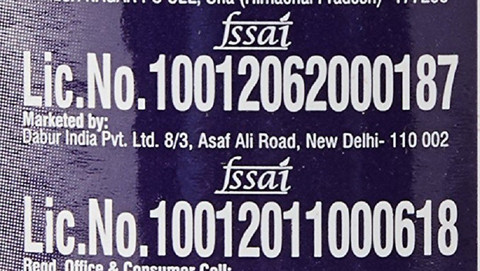 (Himachal Pradesh)
fssai
Lic.No.10012062000187
Marketed by:
Dabur India Pvt. Ltd. 8/3, Asaf Ali Road, New Delhi- 110 002
fssai
Lic.No.10012011000618
Regd. Office & Consumer Cell: